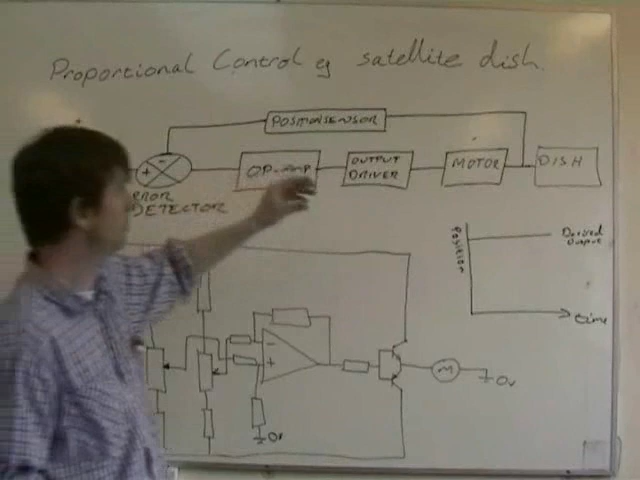 Proportional Control eg satellite dish.
POSITION SENSOR
+ -
OP-AMP
OUTPUT
DRIVER
MOTOR
DISH
RROR
DETECTOR
Position
Desired
Output
time
-
+
M
0v
0v